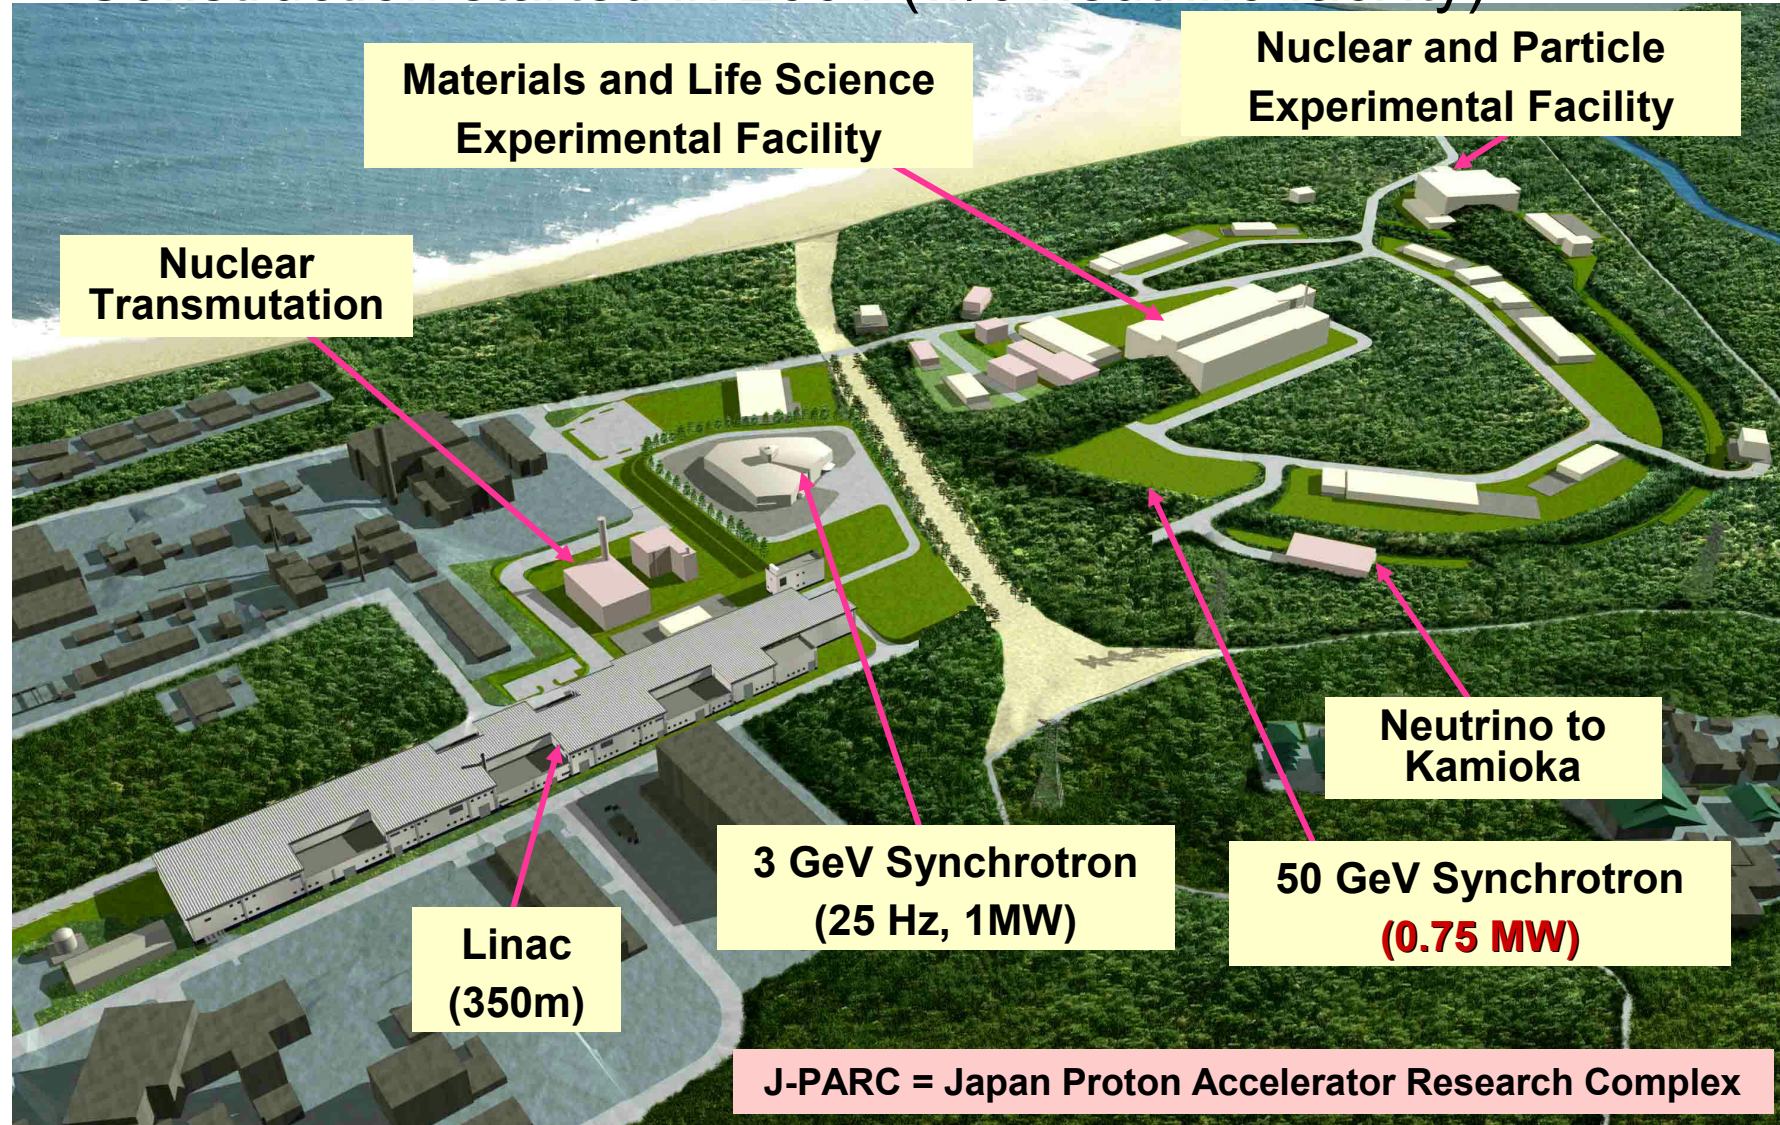 Materials and Life Science
Experimental Facility
Nuclear and Particle
Experimental Facility
Nuclear
Transmutation
Neutrino to
Kamioka
3 GeV Synchrotron
(25 Hz, 1MW)
50 GeV Synchrotron
(0.75 MW)
Linac
(350m)
J-PARC = Japan Proton Accelerator Research Complex